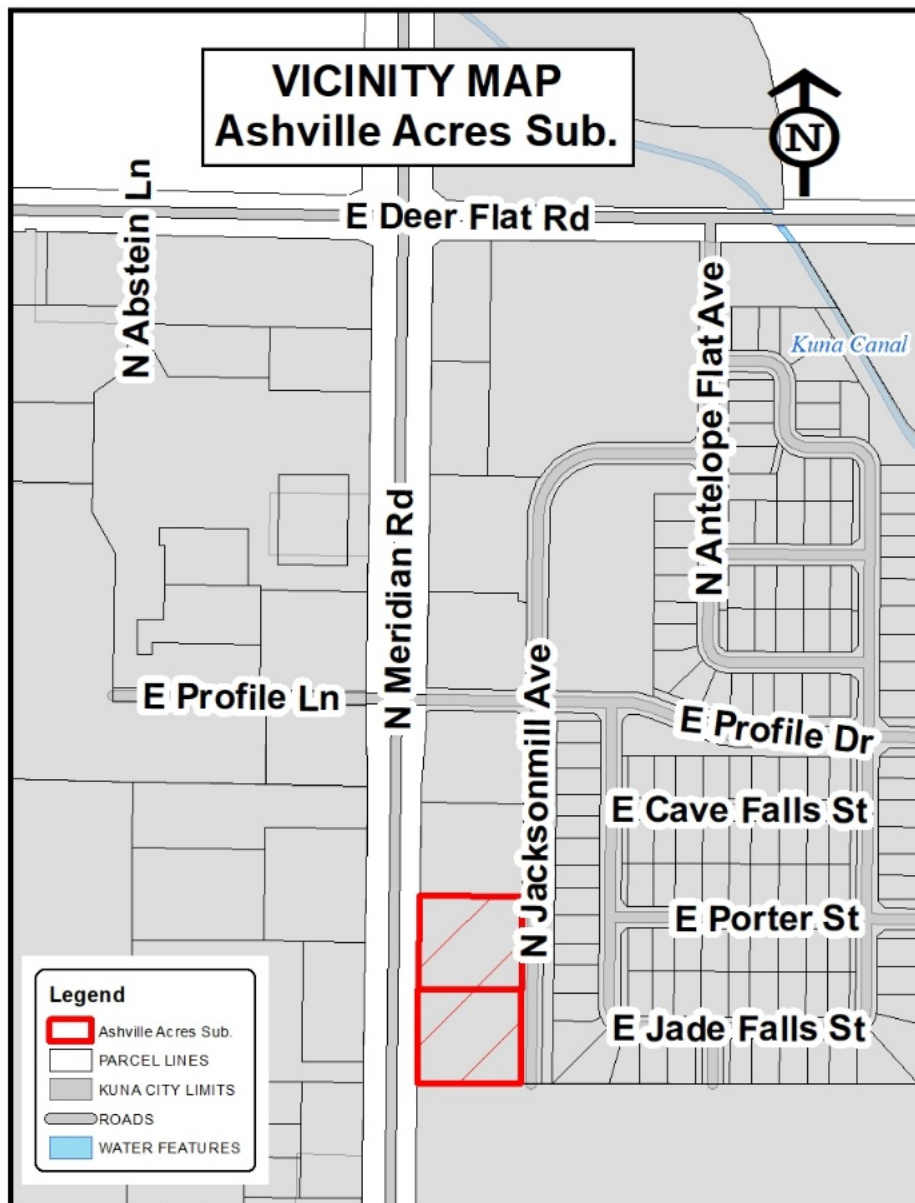 VICINITY MAP
Ashville Acres Sub.
N
E Deer Flat Rd
N Abstein Ln
N Antelope Flat Ave
Kuna Canal
N Meridian Rd
N Jacksonmill Ave
E Profile Ln
E Profile Dr
E Cave Falls St
E Porter St
E Jade Falls St
Legend
Ashville Acres Sub.
PARCEL LINES
KUNA CITY LIMITS
ROADS
WATER FEATURES